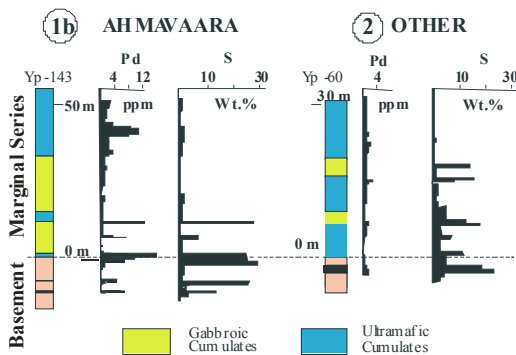 1b AHMAVAARA
2 OTHER
Pd S
Yp-143 4 12 10 30
50 m ppm Wt.%
Pd S
Yp-60 4 10 30
30 m ppm Wt.%
Marginal Series
0 m
0 m
Basement
Gabbroic Cumulates
Ultramafic Cumulates